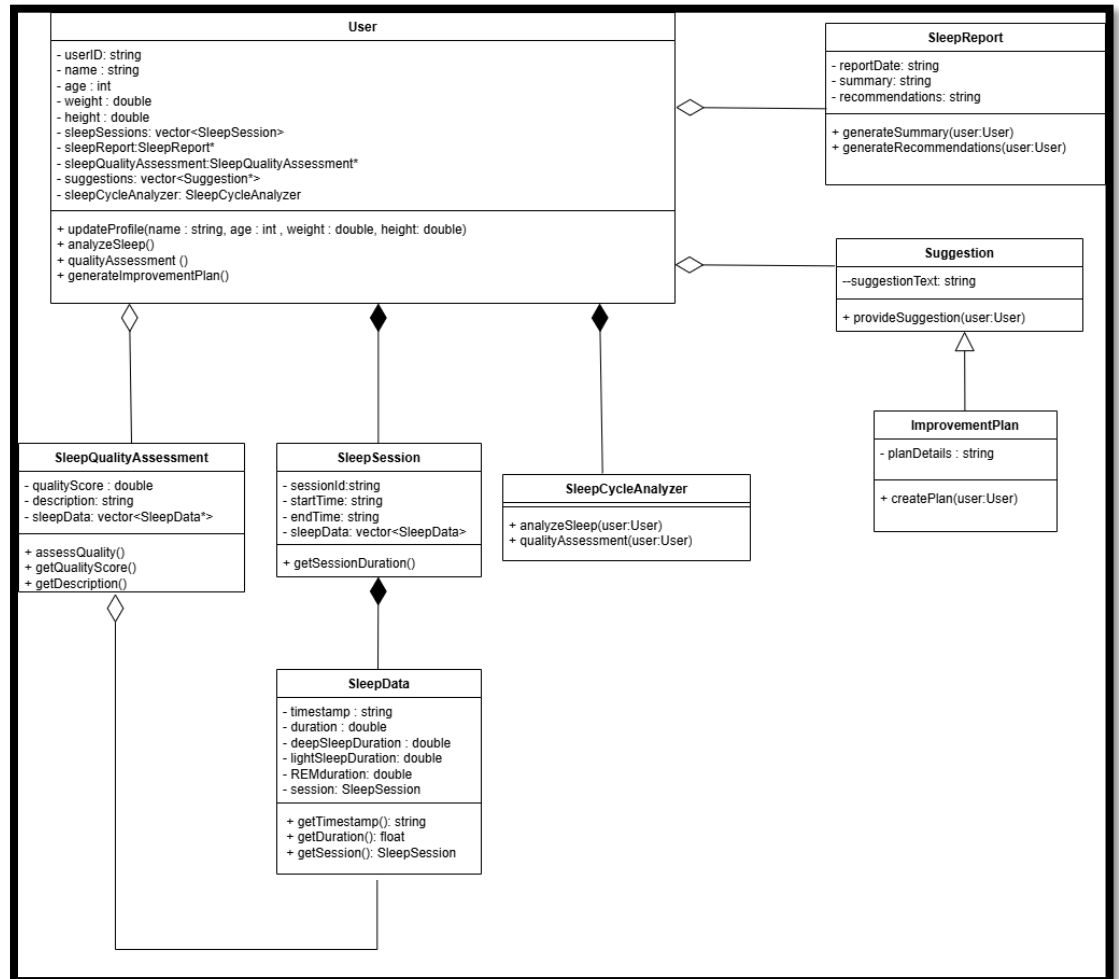 User
- userID: string
- name : string
- age : int
- weight : double
- height : double
- sleepSessions: vector<SleepSession>
- sleepReport:SleepReport*
- sleepQualityAssessment:SleepQualityAssessment*
- suggestions: vector<Suggestion*>
- sleepCycleAnalyzer: SleepCycleAnalyzer
+ updateProfile(name : string, age : int , weight : double, height: double)
+ analyzeSleep()
+ qualityAssessment ()
+ generateImprovementPlan()
SleepReport
- reportDate: string
- summary: string
- recommendations: string
+ generateSummary(user:User)
+ generateRecommendations(user:User)
Suggestion
--suggestionText: string
+ provideSuggestion(user:User)
ImprovementPlan
- planDetails : string
+ createPlan(user:User)
SleepQualityAssessment
- qualityScore : double
- description: string
- sleepData: vector<SleepData*>
+ assessQuality()
+ getQualityScore()
+ getDescription()
SleepSession
- sessionId:string
- startTime: string
- endTime: string
- sleepData: vector<SleepData>
+ getSessionDuration()
SleepCycleAnalyzer
+ analyzeSleep(user:User)
+ qualityAssessment(user:User)
SleepData
- timestamp : string
- duration : double
- deepSleepDuration : double
- lightSleepDuration: double
- REMduration: double
- session: SleepSession
+ getTimestamp(): string
+ getDuration(): float
+ getSession(): SleepSession